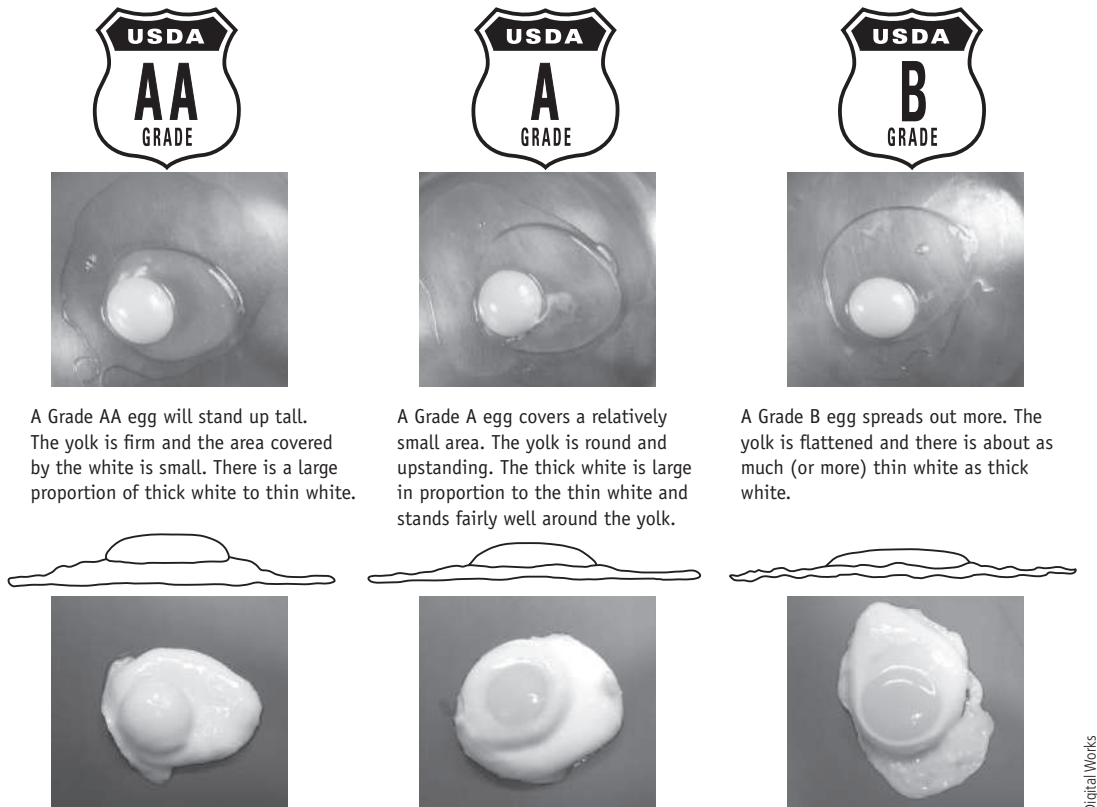 USDA
AA
GRADE
USDA
A
GRADE
USDA
B
GRADE
A Grade AA egg will stand up tall.
The yolk is firm and the area covered
by the white is small. There is a large
proportion of thick white to thin white.
A Grade A egg covers a relatively
small area. The yolk is round and
upstanding. The thick white is large
in proportion to the thin white and
stands fairly well around the yolk.
A Grade B egg spreads out more. The
yolk is flattened and there is about as
much (or more) thin white as thick
white.
Digital Works